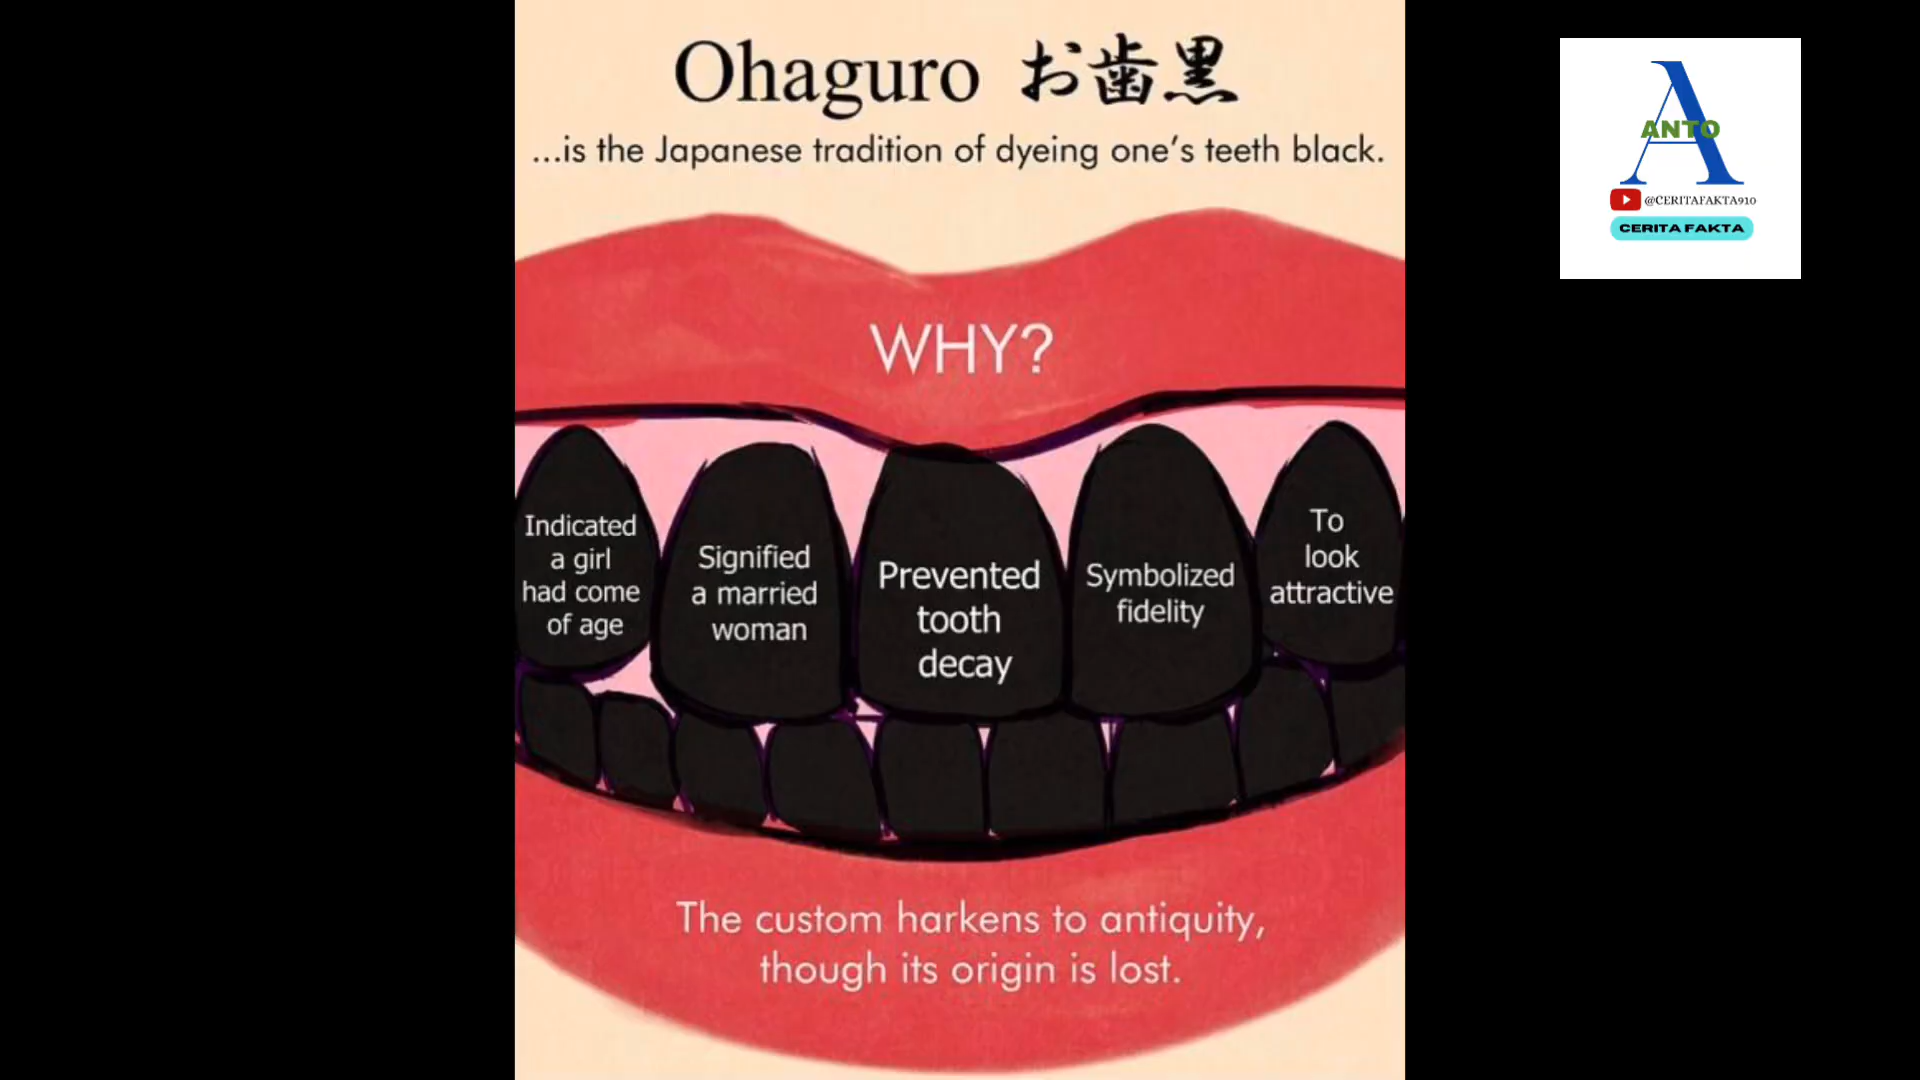 Ohaguro お歯黒
...is the Japanese tradition of dyeing one's teeth black.
WHY?
Indicated
a girl
had come
of age
Signified
a married
woman
Prevented
tooth
decay
Symbolized
fidelity
To
look
attractive
The custom harkens to antiquity,
though its origin is lost.
A
ANTO
@CERITAFAKTA910
CERITA FAKTA